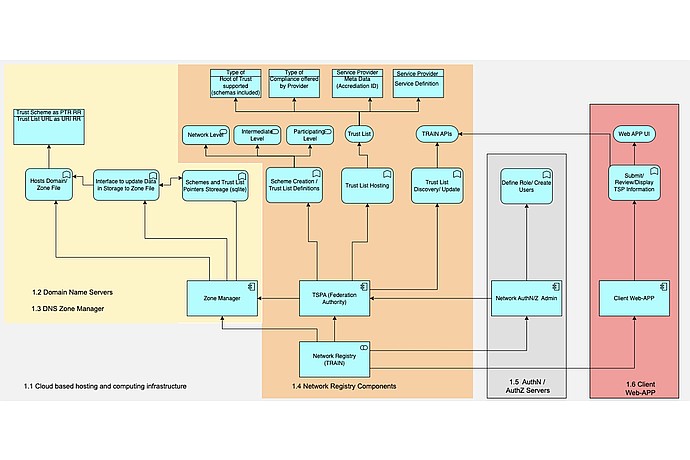 Type of
Root of Trust
supported
(schemas included)
Type of
Compliance offered
by Provider
Service Provider
Meta Data
(Accrediation ID)
Service Provider
Service Definition
Trust Scheme as PTR RR
Trust List URL as URI RR
Network Level
Intermediate
Level
Participating
Level
Trust List
TRAIN APIs
Web APP UI
Hosts Domain/
Zone File
Interface to update Data
in Storage to Zone File
Schemes and Trust List
Pointers Storeage (sqlite)
Scheme Creation /
Trust List Definitions
Trust List Hosting
Trust List
Discovery/ Update
Define Role/ Create
Users
Submit/
Review/Display
TSP Information
1.2 Domain Name Servers
1.3 DNS Zone Manager
Zone Manager
TSPA (Federation
Authority)
Network AuthN/Z Admin
Client Web-APP
Network Registry
(TRAIN)
1.1 Cloud based hosting and computing infrastructure
1.4 Network Registry Components
1.5 AuthN /
AuthZ Servers
1.6 Client
Web-APP